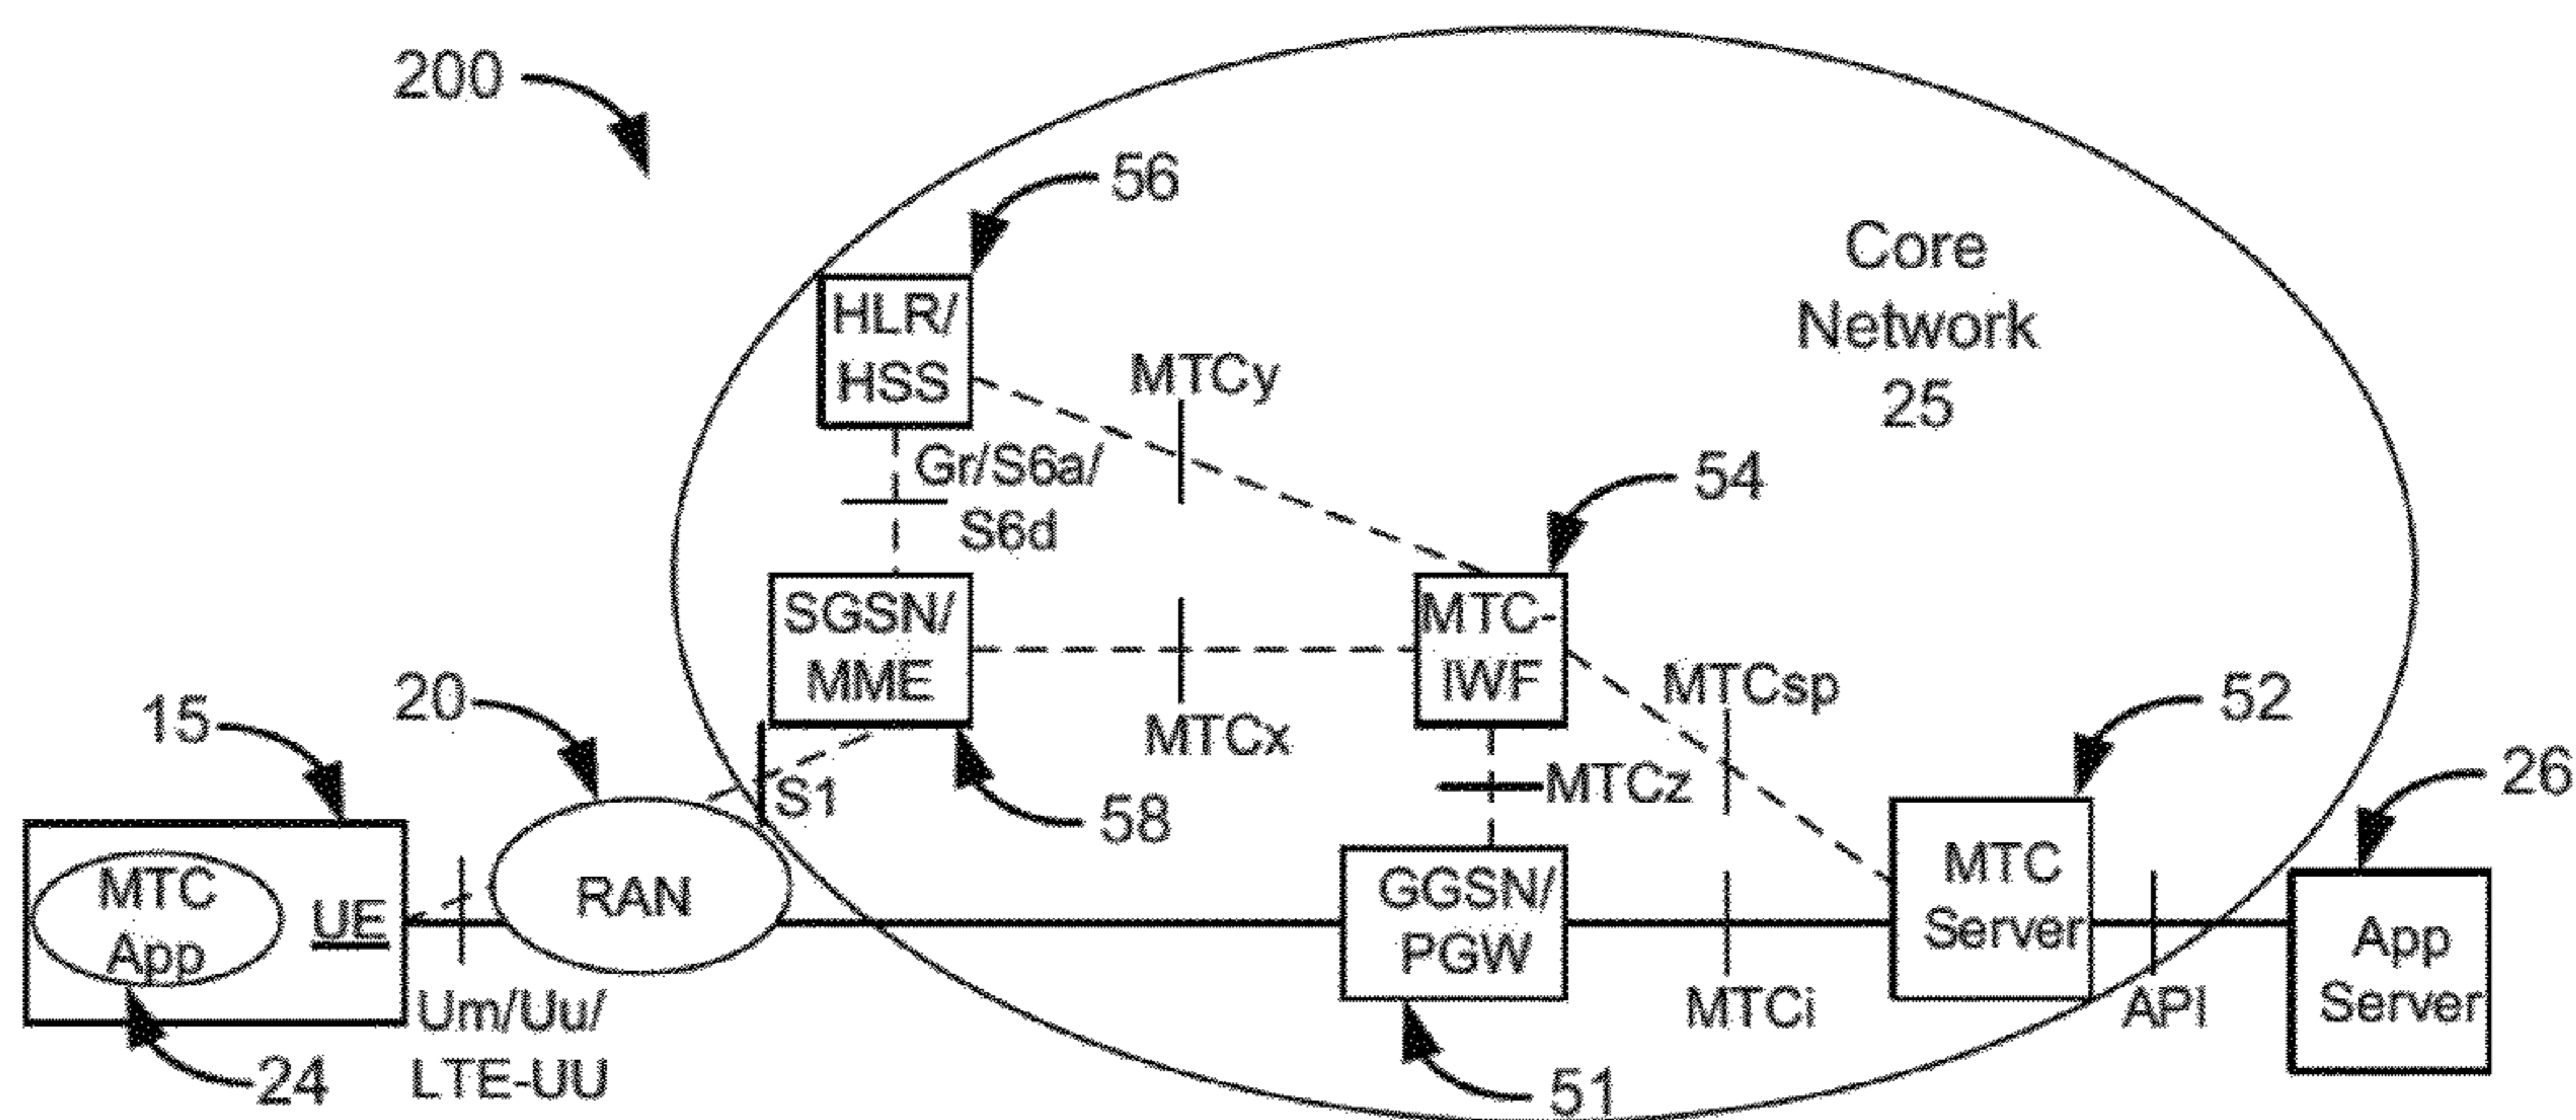 200
56
Core
Network
25
HLR/
HSS
MTCy
Gr/S6a/
S6d
54
SGSN/
MME
MTC-
IWF
MTCsp
52
15
20
MTCx
S1
58
MTCz
26
MTC
App
UE
RAN
GGSN/
PGW
MTC
Server
App
Server
Um/Uu/
LTE-UU
MTCi
API
24
51